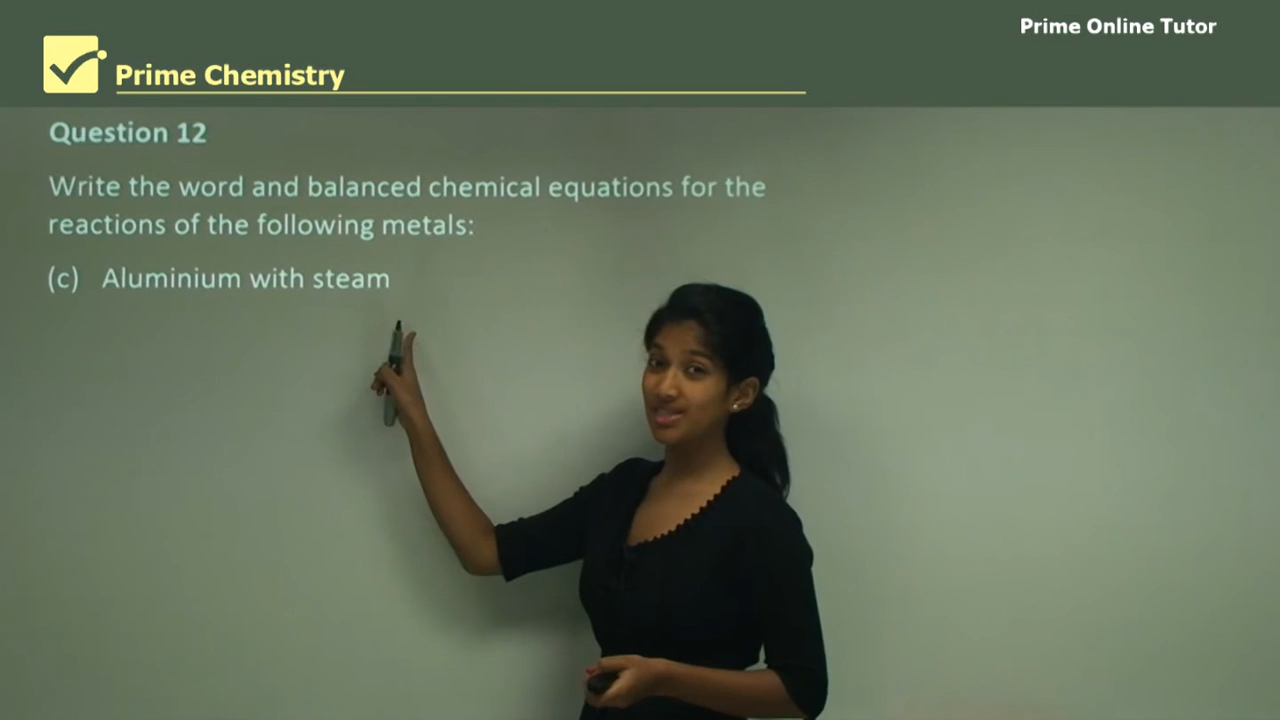 Prime Online Tutor
Prime Chemistry
Question 12
Write the word and balanced chemical equations for the
reactions of the following metals:
(c) Aluminium with steam